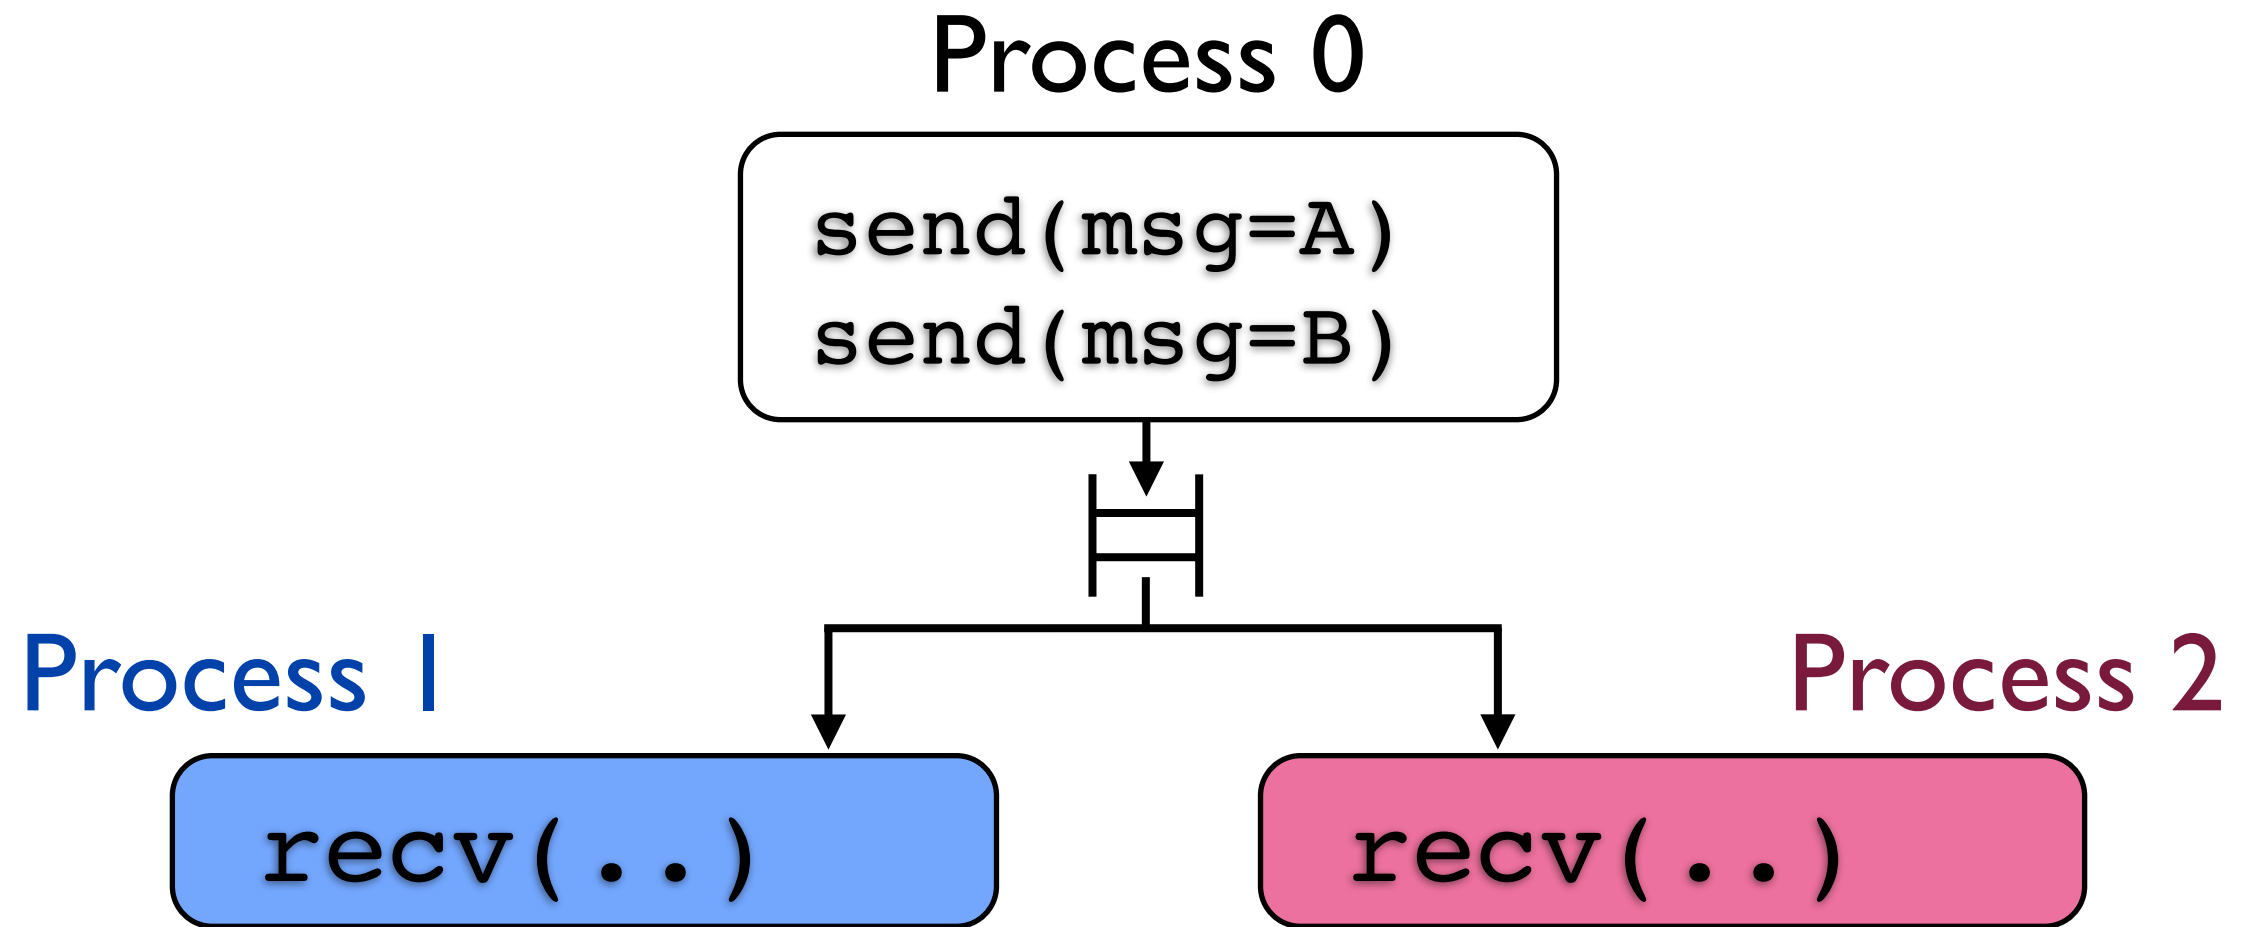 Process 0
send(msg=A)
send(msg=B)
Process 1
Process 2
recv(..)
recv(..)